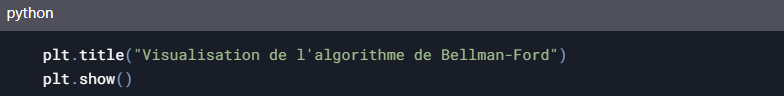 python
plt.title("Visualisation de l'algorithme de Bellman-Ford")
plt.show()